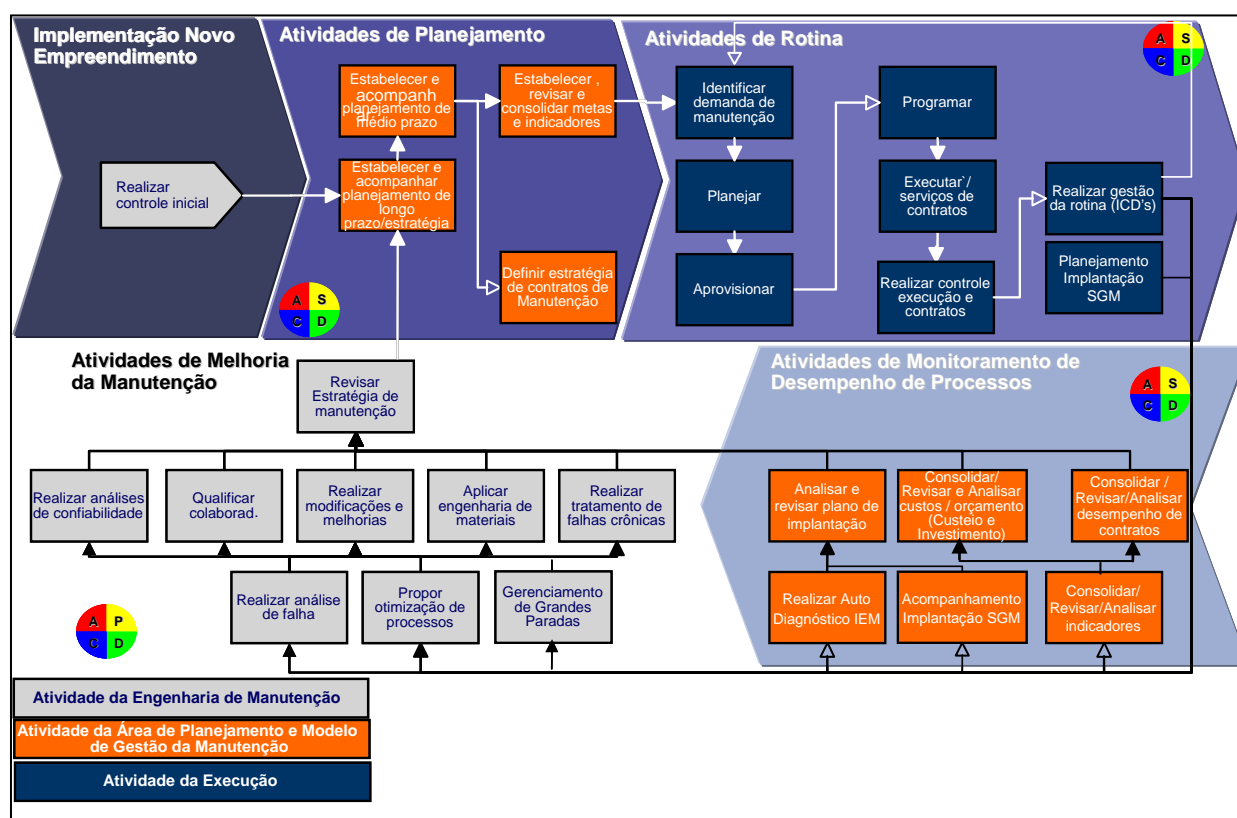 Implementação Novo
Empreendimento
Realizar
controle inicial
Atividades de Planejamento
Estabelecer e
acompanh
ar
planejamento de
médio prazo
Estabelecer ,
revisar e
consolidar metas
e indicadores
Estabelecer e
acompanhar
planejamento de
longo
prazo/estratégia
Definir estratégia
de contratos de
Manutenção
A S
C D
Atividades de Rotina
A S
C D
Identificar
demanda de
manutenção
Planejar
Aprovisionar
Programar
Executar`/
serviços de
contratos
Realizar controle
execução e
contratos
Realizar gestão
da rotina (ICD's)
Planejamento
Implantação
SGM
Atividades de Melhoria
da Manutenção
Revisar
Estratégia de
manutenção
Realizar análises
de confiabilidade
Qualificar
colaborad.
Realizar
modificações e
melhorias
Aplicar
engenharia de
materiais
Realizar
tratamento de
falhas crônicas
Realizar análise
de falha
Propor
otimização de
processos
Gerenciamento
de Grandes
Paradas
A P
C D
Atividades de Monitoramento de
Desempenho de Processos
A S
C D
Analisar e
revisar plano de
implantação
Consolidar/
Revisar e Analisar
custos / orçamento
(Custeio e
Investimento)
Consolidar /
Revisar/Analisar
desempenho de
contratos
Realizar Auto
Diagnóstico IEM
Acompanhamento
Implantação SGM
Consolidar/
Revisar/Analisar
indicadores
Atividade da Engenharia de Manutenção
Atividade da Área de Planejamento e Modelo
de Gestão da Manutenção
Atividade da Execução